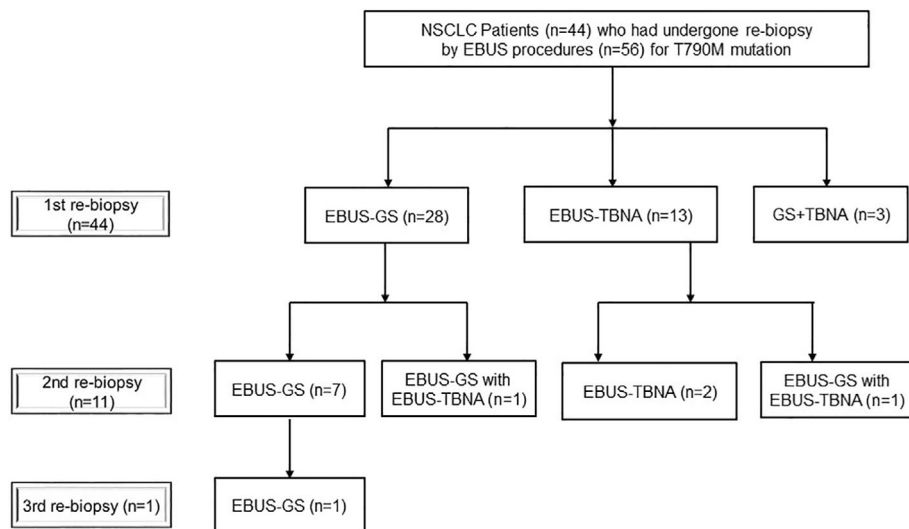 NSCLC Patients (n=44) who had undergone re-biopsy
by EBUS procedures (n=56) for T790M mutation
1st re-biopsy
(n=44)
EBUS-GS (n=28)
EBUS-TBNA (n=13)
GS+TBNA (n=3)
2nd re-biopsy
(n=11)
EBUS-GS (n=7)
EBUS-GS with
EBUS-TBNA (n=1)
EBUS-TBNA (n=2)
EBUS-GS with
EBUS-TBNA (n=1)
3rd re-biopsy (n=1)
EBUS-GS (n=1)